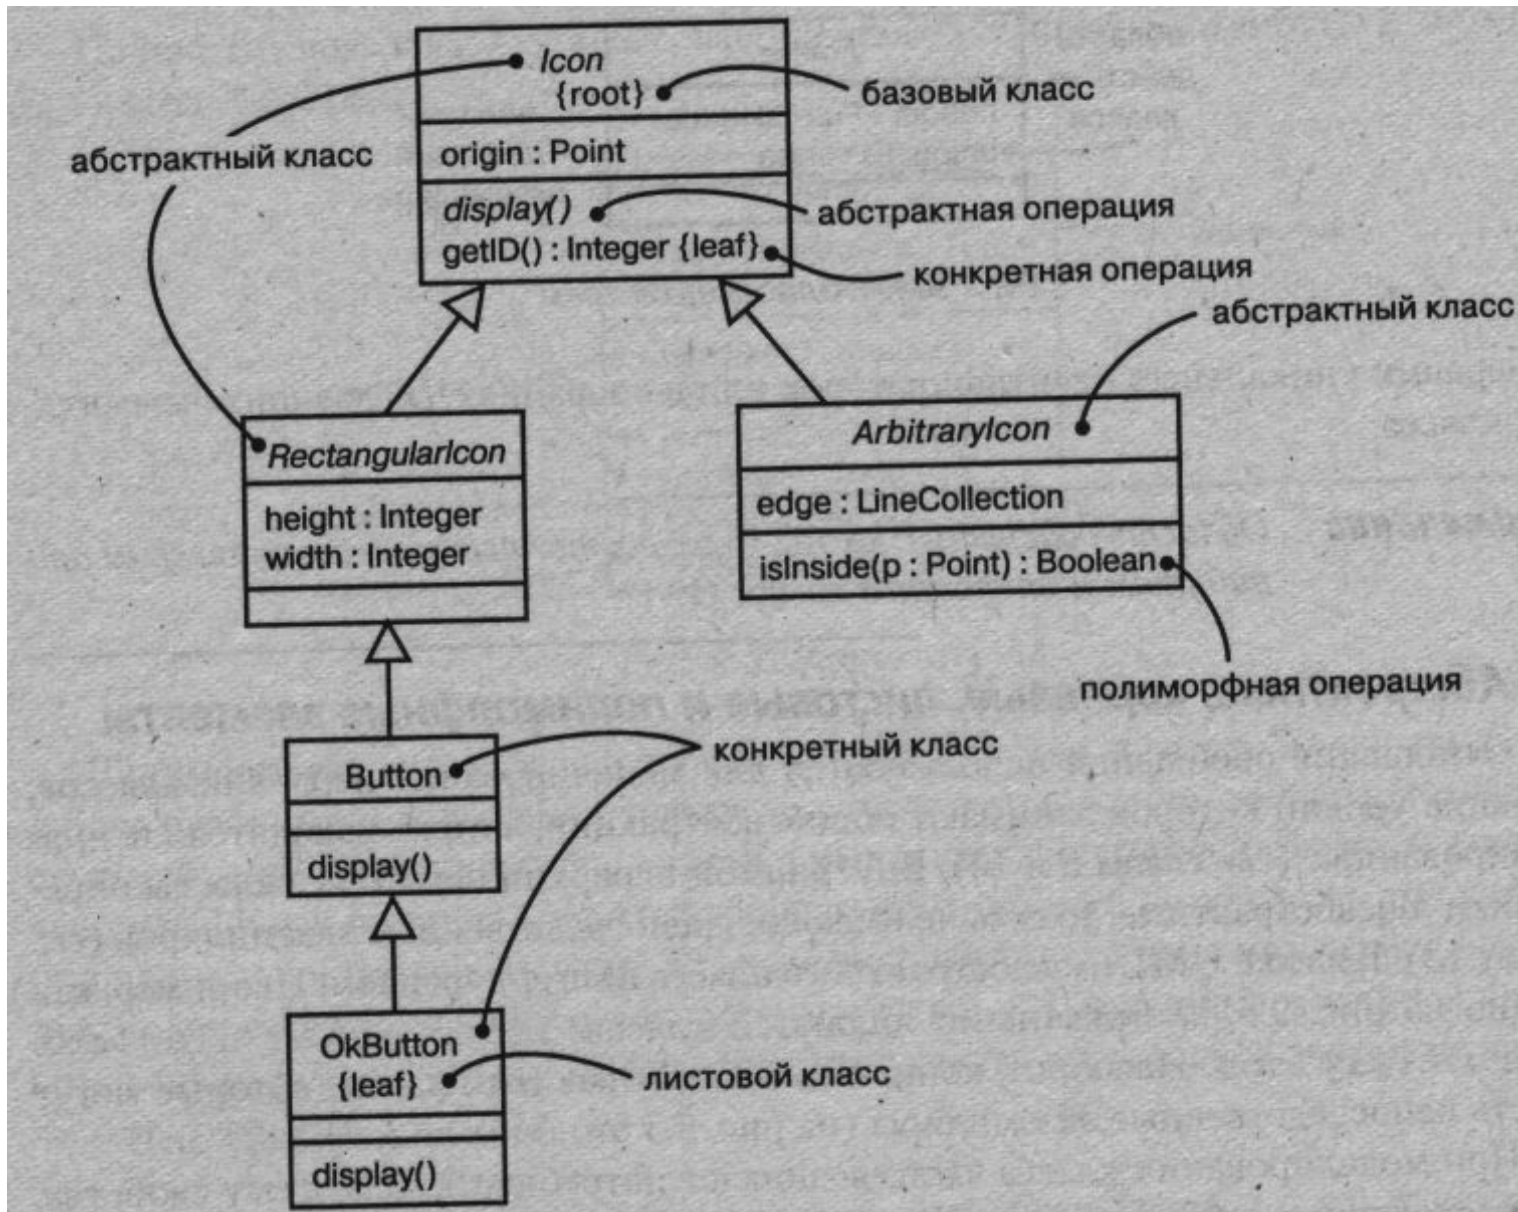 Icon
{root}
базовый класс
абстрактный класс
origin : Point
display()
абстрактная операция
getID() : Integer {leaf}
конкретная операция
абстрактный класс
RectangularIcon
height : Integer
width : Integer
ArbitraryIcon
edge : LineCollection
isInside(p : Point) : Boolean
полиморфная операция
Button
конкретный класс
display()
OkButton
{leaf}
листовой класс
display()